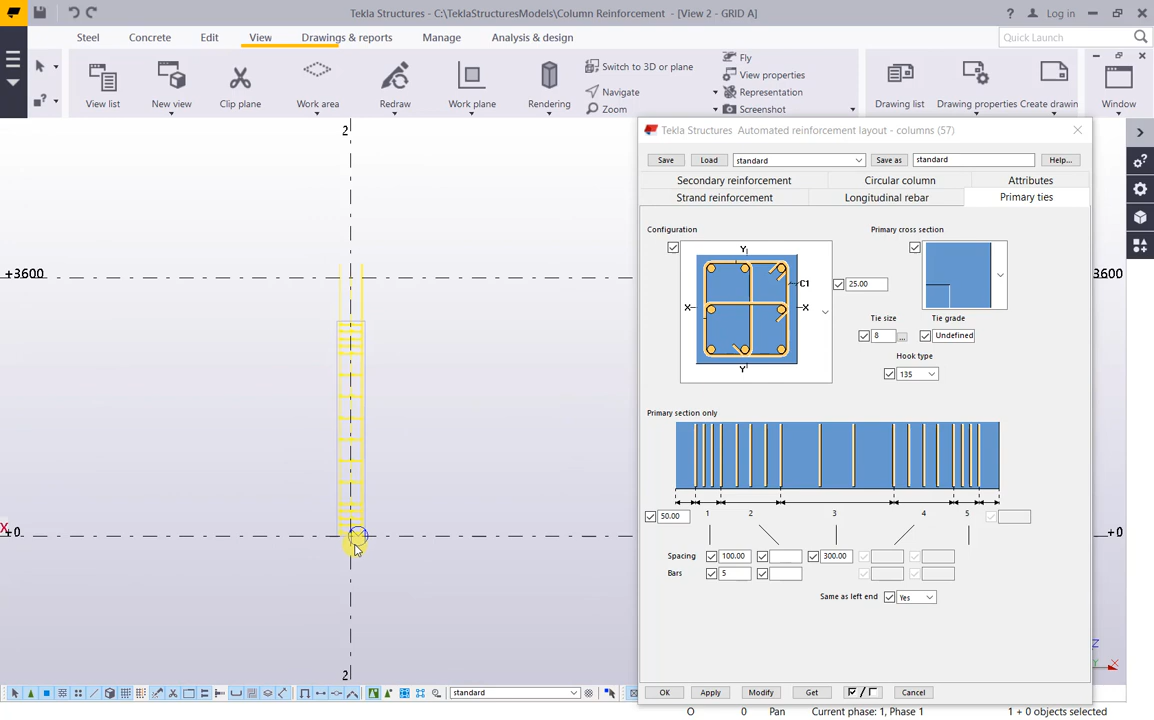 Tekla Structures - C:\TeklaStructuresModels\Column Reinforcement - [View 2 - GRID A]
? Log in
Steel Concrete Edit View Drawings & reports Manage Analysis & design
Quick Launch
View list New view Clip plane Work area Redraw Work plane Rendering
Switch to 3D or plane
Navigate
Zoom
Fly
View properties
Representation
Screenshot
Drawing list Drawing properties Create drawin Window
Tekla Structures Automated reinforcement layout - columns (57)
Save Load standard Save as standard Help...
Secondary reinforcement Circular column Attributes
Strand reinforcement Longitudinal rebar Primary ties
Configuration
Primary cross section
Y
C1
X X
Y
25.00
Tie size Tie grade
8 ... Undefined
Hook type
135
Primary section only
50.00 1 2 3 4 5
Spacing 100.00 300.00
Bars 5
Same as left end Yes
OK Apply Modify Get / Cancel
2
+3600
3600
X
+0
+0
2
Z
Y X
standard
O 0 Pan Current phase: 1, Phase 1 1 + 0 objects selected